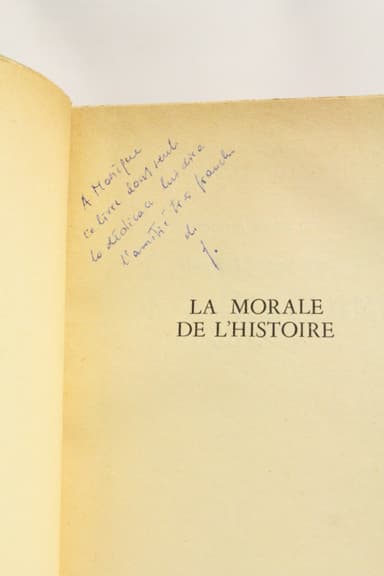 A Monique
ce livre dont seule
la dédicace lui dira
l'amitié très franche
de
J.
LA MORALE
DE L'HISTOIRE